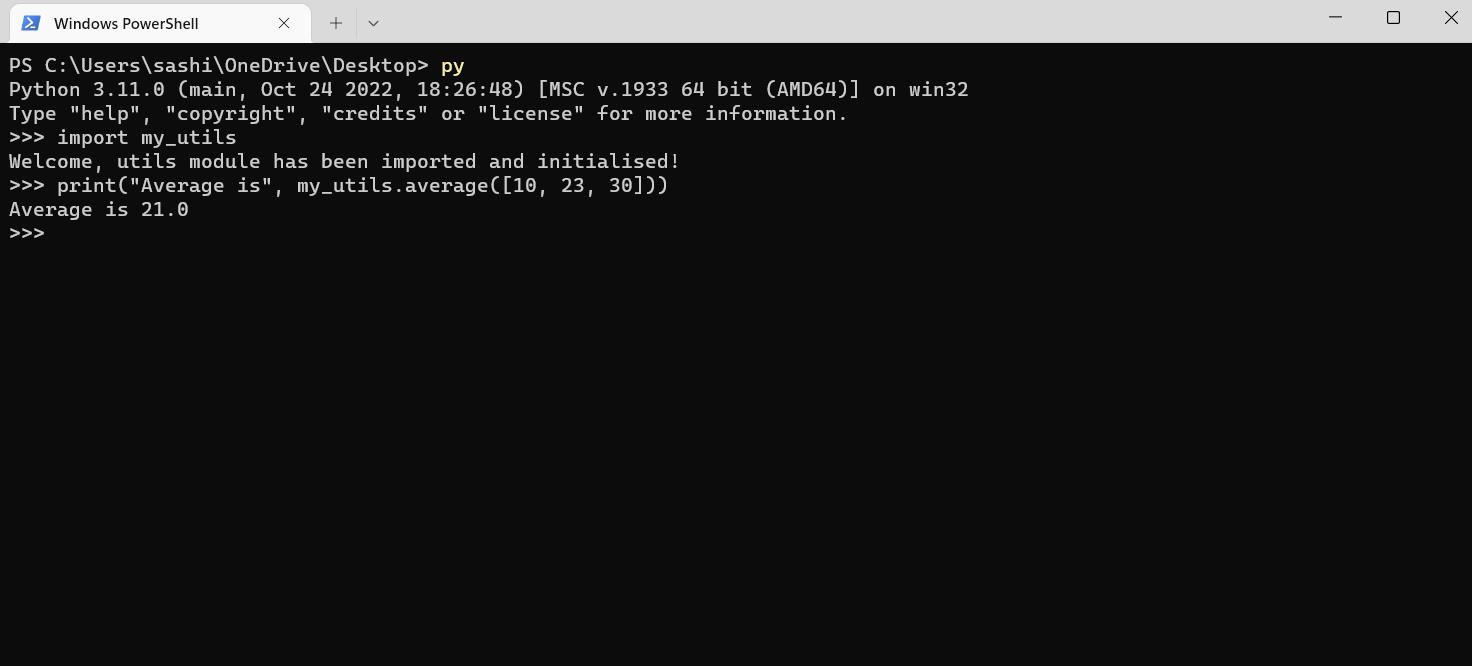 Windows PowerShell
PS C:\Users\sashi\OneDrive\Desktop> py
Python 3.11.0 (main, Oct 24 2022, 18:26:48) [MSC v.1933 64 bit (AMD64)] on win32
Type "help", "copyright", "credits" or "license" for more information.
>>> import my_utils
Welcome, utils module has been imported and initialised!
>>> print("Average is", my_utils.average([10, 23, 30]))
Average is 21.0
>>>